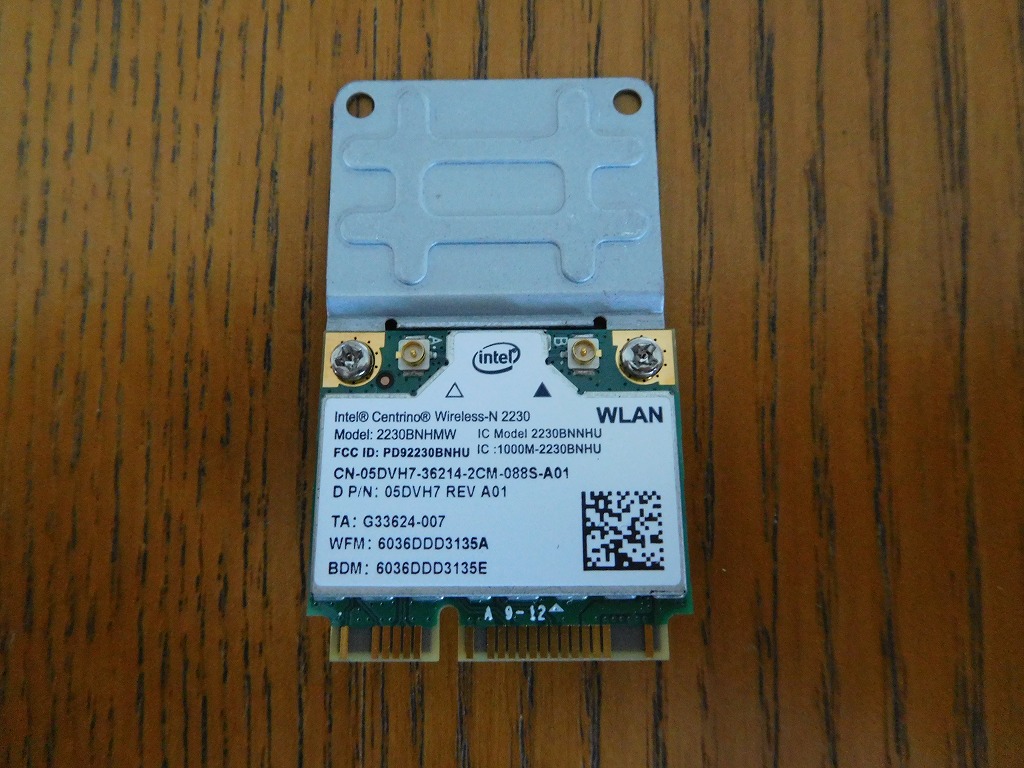 A
B
intel
Intel® Centrino® Wireless-N 2230
WLAN
Model: 2230BNHMW IC Model 2230BNNHU
FCC ID: PD92230BNHU IC :1000M-2230BNHU
CN-05DVH7-36214-2CM-088S-A01
D P/N: 05DVH7 REV A01
TA: G33624-007
WFM: 6036DDD3135A
BDM: 6036DDD3135E
A 9-12